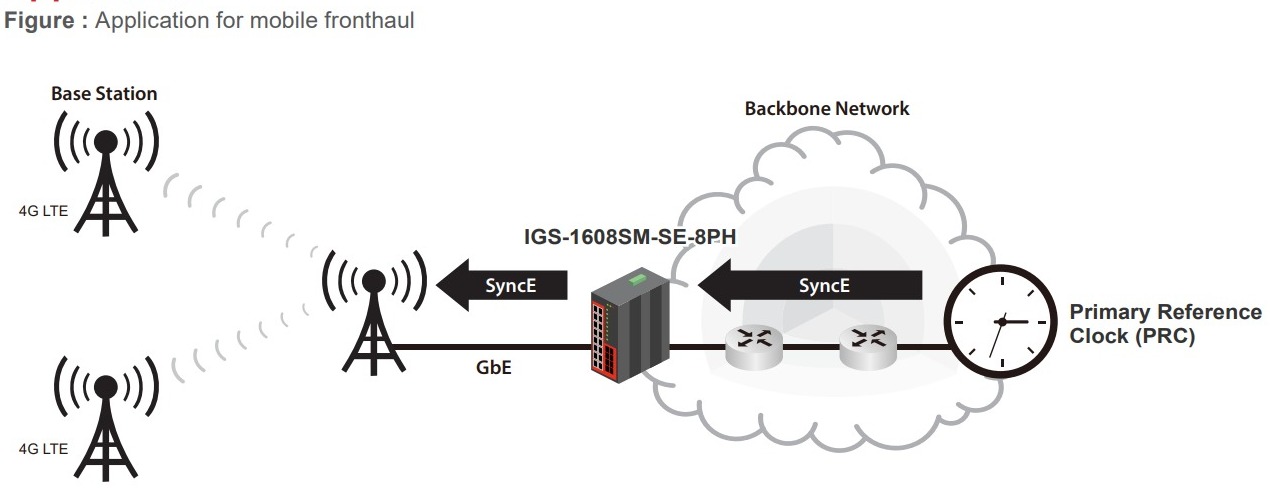 Figure : Application for mobile fronthaul
Base Station
Backbone Network
4G LTE
IGS-1608SM-SE-8PH
SyncE
SyncE
Primary Reference
Clock (PRC)
GbE
4G LTE